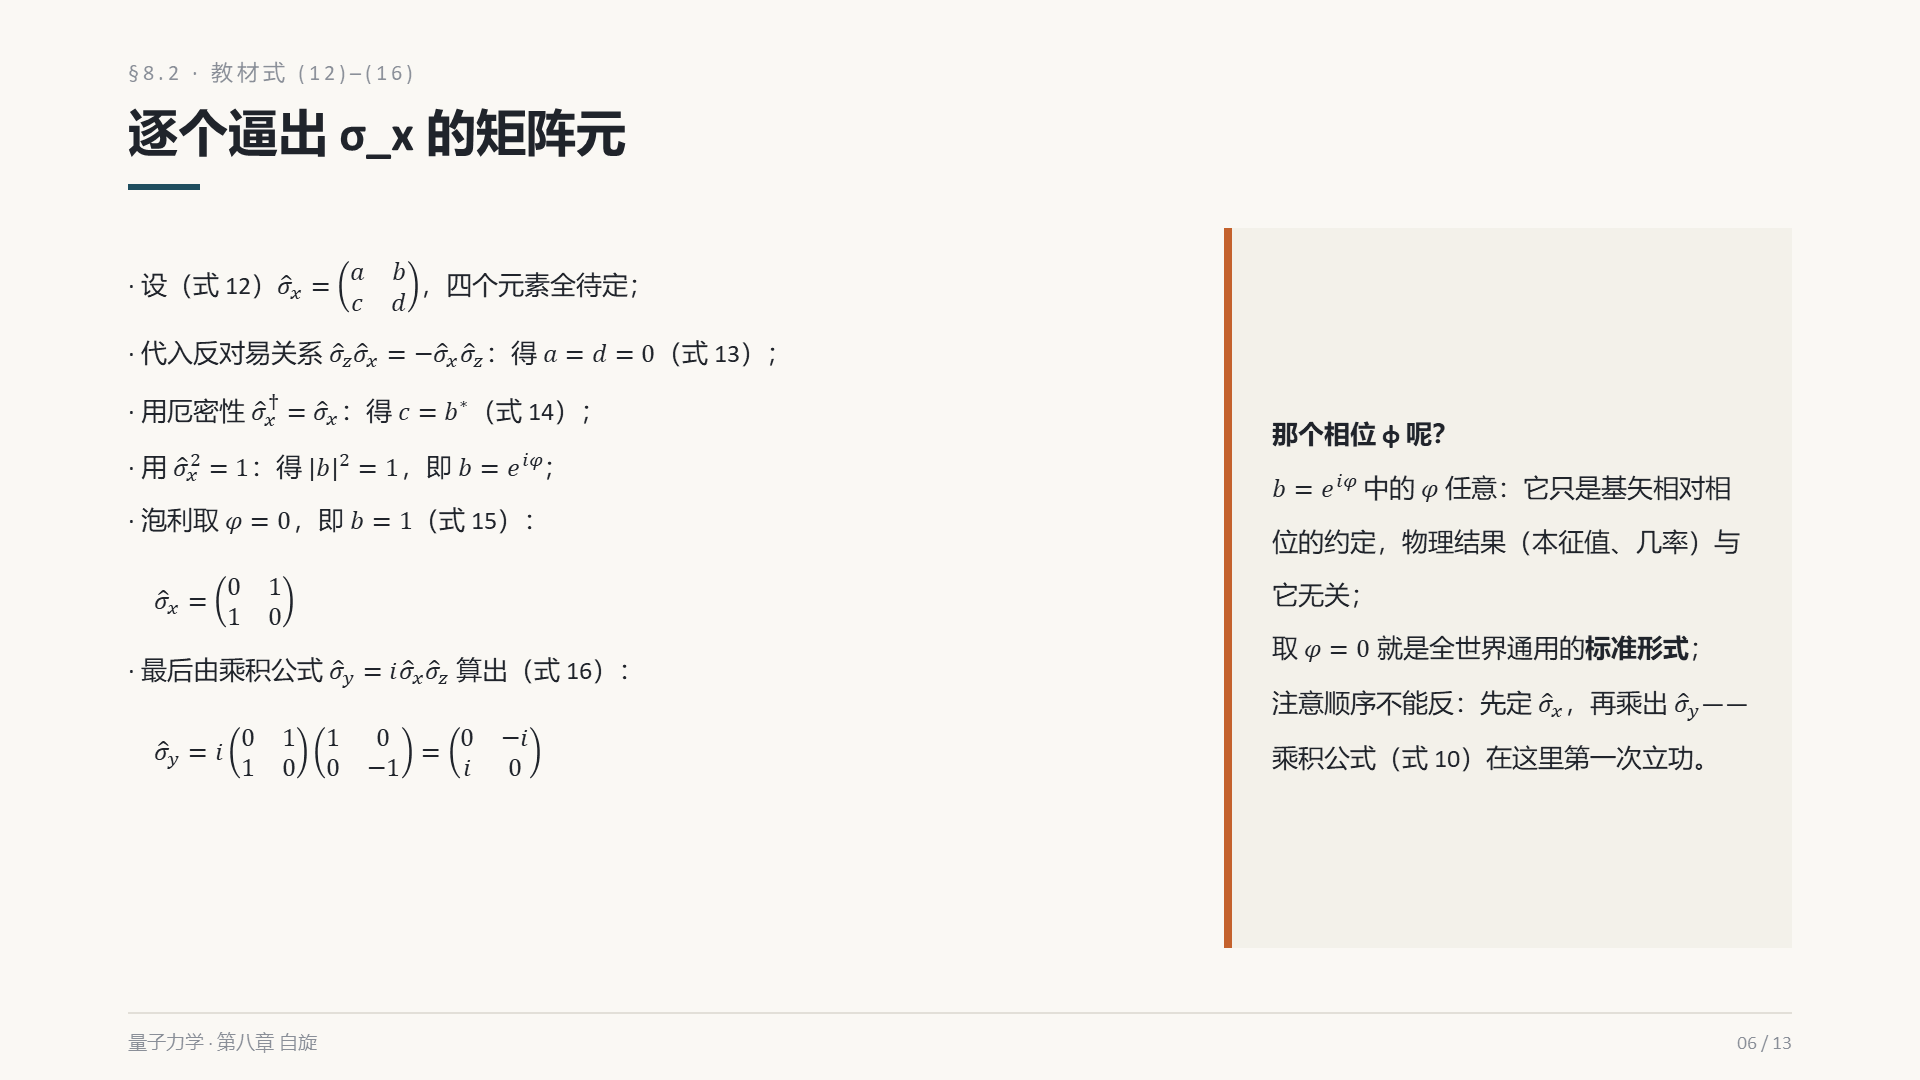 §8.2 · 教材式 (12)–(16)
逐个逼出 σ_x 的矩阵元
· 设（式 12）σ̂ₓ = (a b; c d)，四个元素全待定；
· 代入反对易关系 σ̂_z σ̂_x = −σ̂_x σ̂_z：得 a = d = 0（式 13）；
· 用厄密性 σ̂_x^† = σ̂_x：得 c = b*（式 14）；
· 用 σ̂_x^2 = 1：得 |b|^2 = 1，即 b = e^{iφ}；
· 泡利取 φ = 0，即 b = 1（式 15）：
σ̂_x = (0 1; 1 0)
· 最后由乘积公式 σ̂_y = iσ̂_x σ̂_z 算出（式 16）：
σ̂_y = i (0 1; 1 0)(1 0; 0 −1) = (0 −i; i 0)
那个相位 φ 呢？
b = e^{iφ} 中的 φ 任意：它只是基矢相对相
位的约定，物理结果（本征值、几率）与
它无关；
取 φ = 0 就是全世界通用的标准形式；
注意顺序不能反：先定 σ̂_x，再乘出 σ̂_y——
乘积公式（式 10）在这里第一次立功。
量子力学 · 第八章 自旋
06 / 13